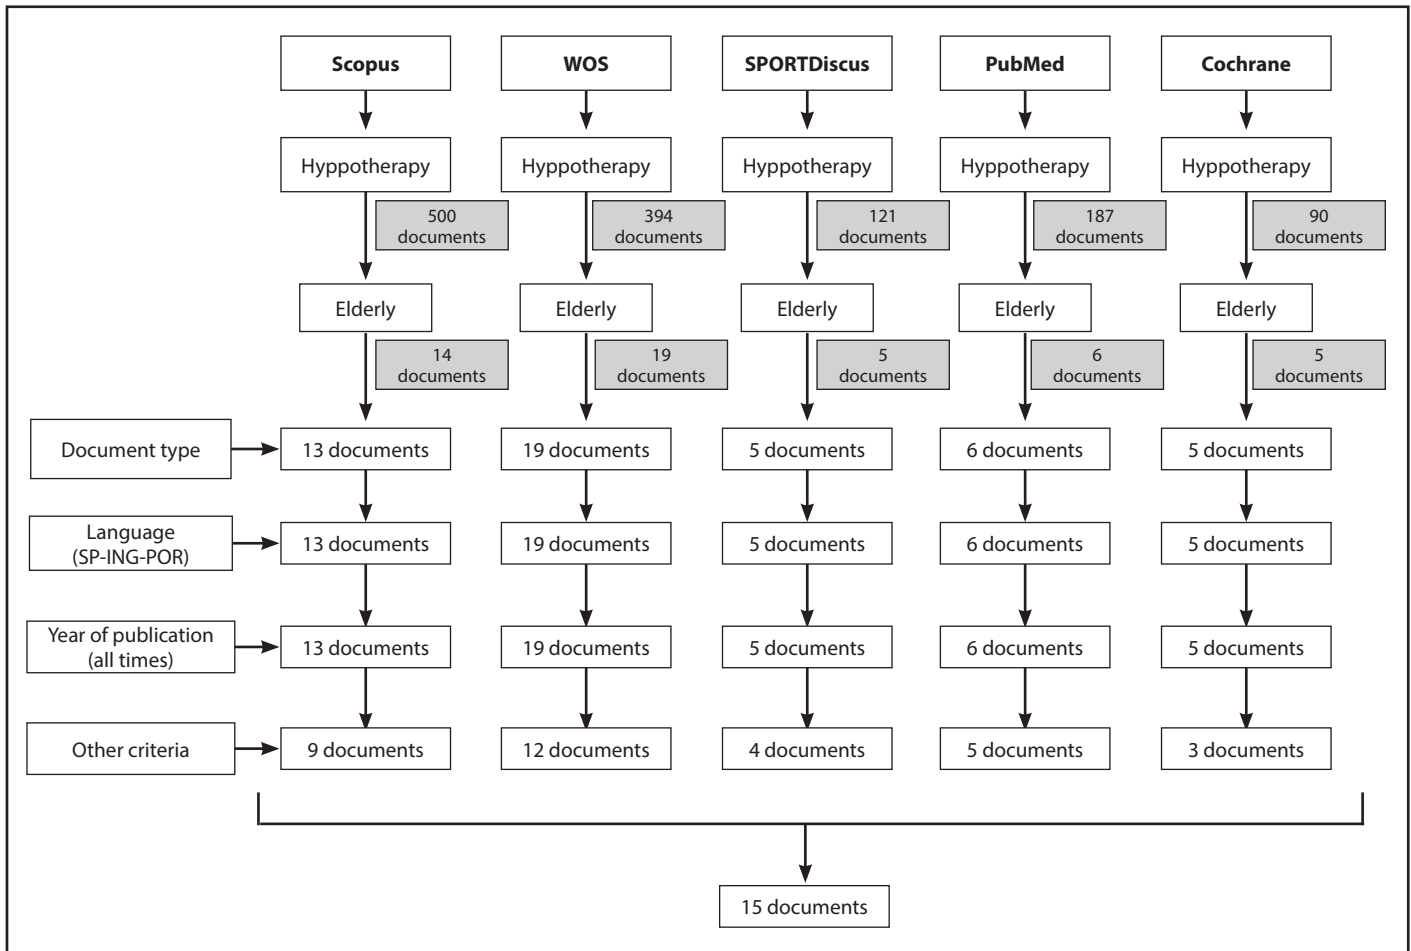 Scopus
WOS
SPORTDiscus
PubMed
Cochrane
Hyppotherapy
Hyppotherapy
Hyppotherapy
Hyppotherapy
Hyppotherapy
500
documents
394
documents
121
documents
187
documents
90
documents
Elderly
Elderly
Elderly
Elderly
Elderly
14
documents
19
documents
5
documents
6
documents
5
documents
Document type
13 documents
19 documents
5 documents
6 documents
5 documents
Language
(SP-ING-POR)
13 documents
19 documents
5 documents
6 documents
5 documents
Year of publication
(all times)
13 documents
19 documents
5 documents
6 documents
5 documents
Other criteria
9 documents
12 documents
4 documents
5 documents
3 documents
15 documents